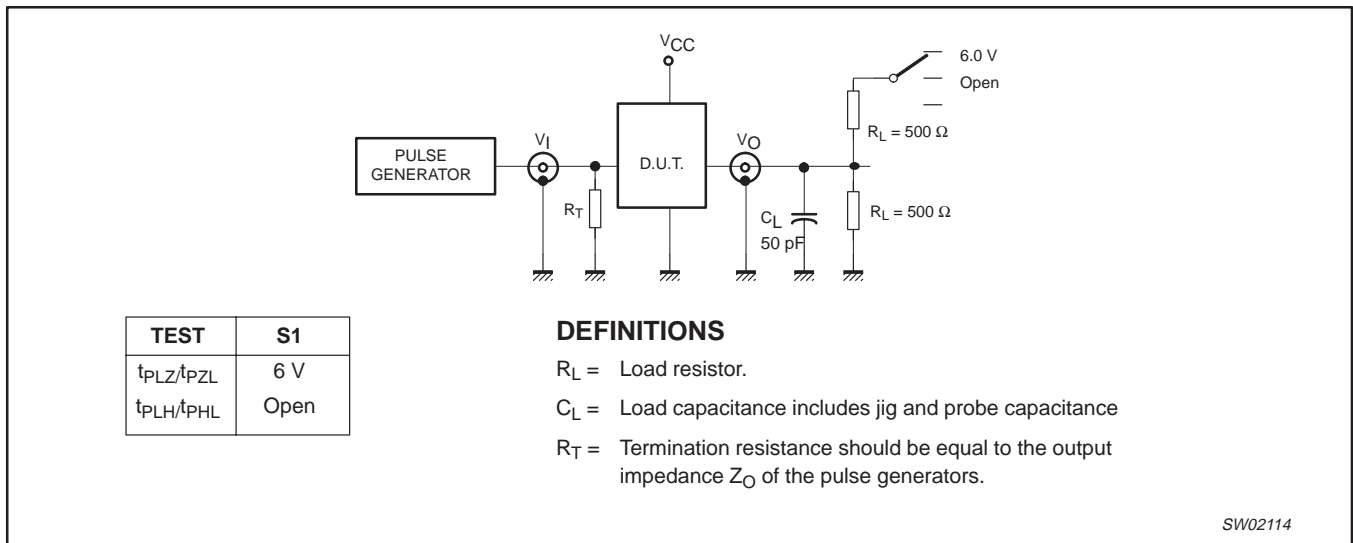 VCC
6.0 V
Open
RL = 500 Ω
VI
VO
PULSE
GENERATOR
D.U.T.
RT
CL
50 pF
RL = 500 Ω
TEST S1
tPLZ/tPZL 6 V
tPLH/tPHL Open
DEFINITIONS
RL = Load resistor.
CL = Load capacitance includes jig and probe capacitance
RT = Termination resistance should be equal to the output
impedance ZO of the pulse generators.
SW02114